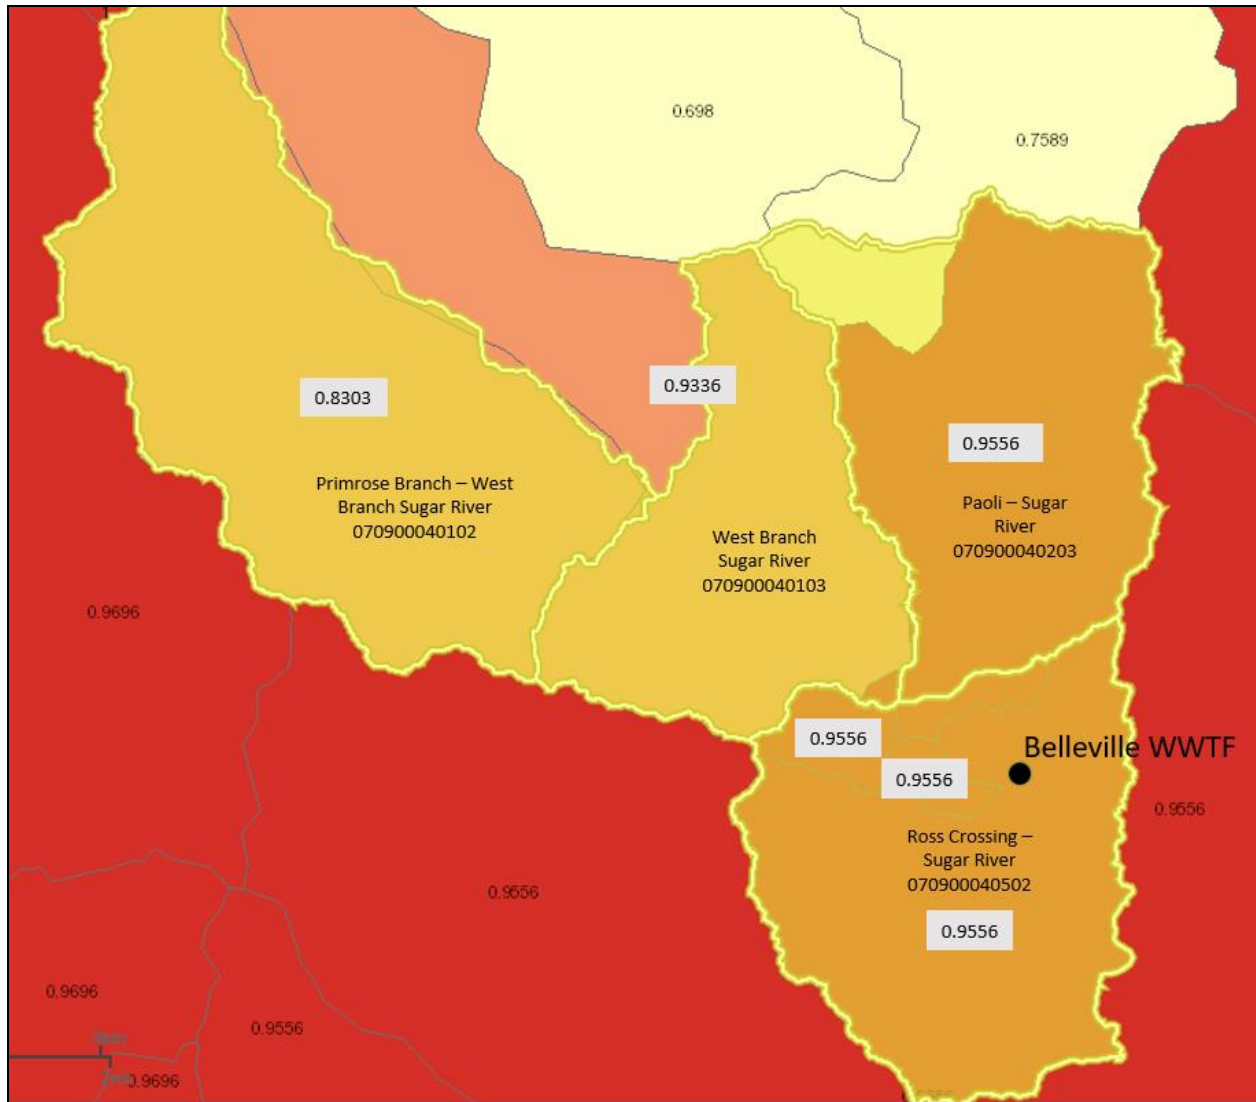 0.698
0.7589
0.8303
0.9336
0.9556
Primrose Branch – West
Branch Sugar River
070900040102
West Branch
Sugar River
070900040103
Paoli – Sugar
River
070900040203
0.9696
0.9556
0.9556
Belleville WWTF
0.9556
Ross Crossing –
Sugar River
070900040502
0.9556
0.9556
0.9696
0.9556
0.9696